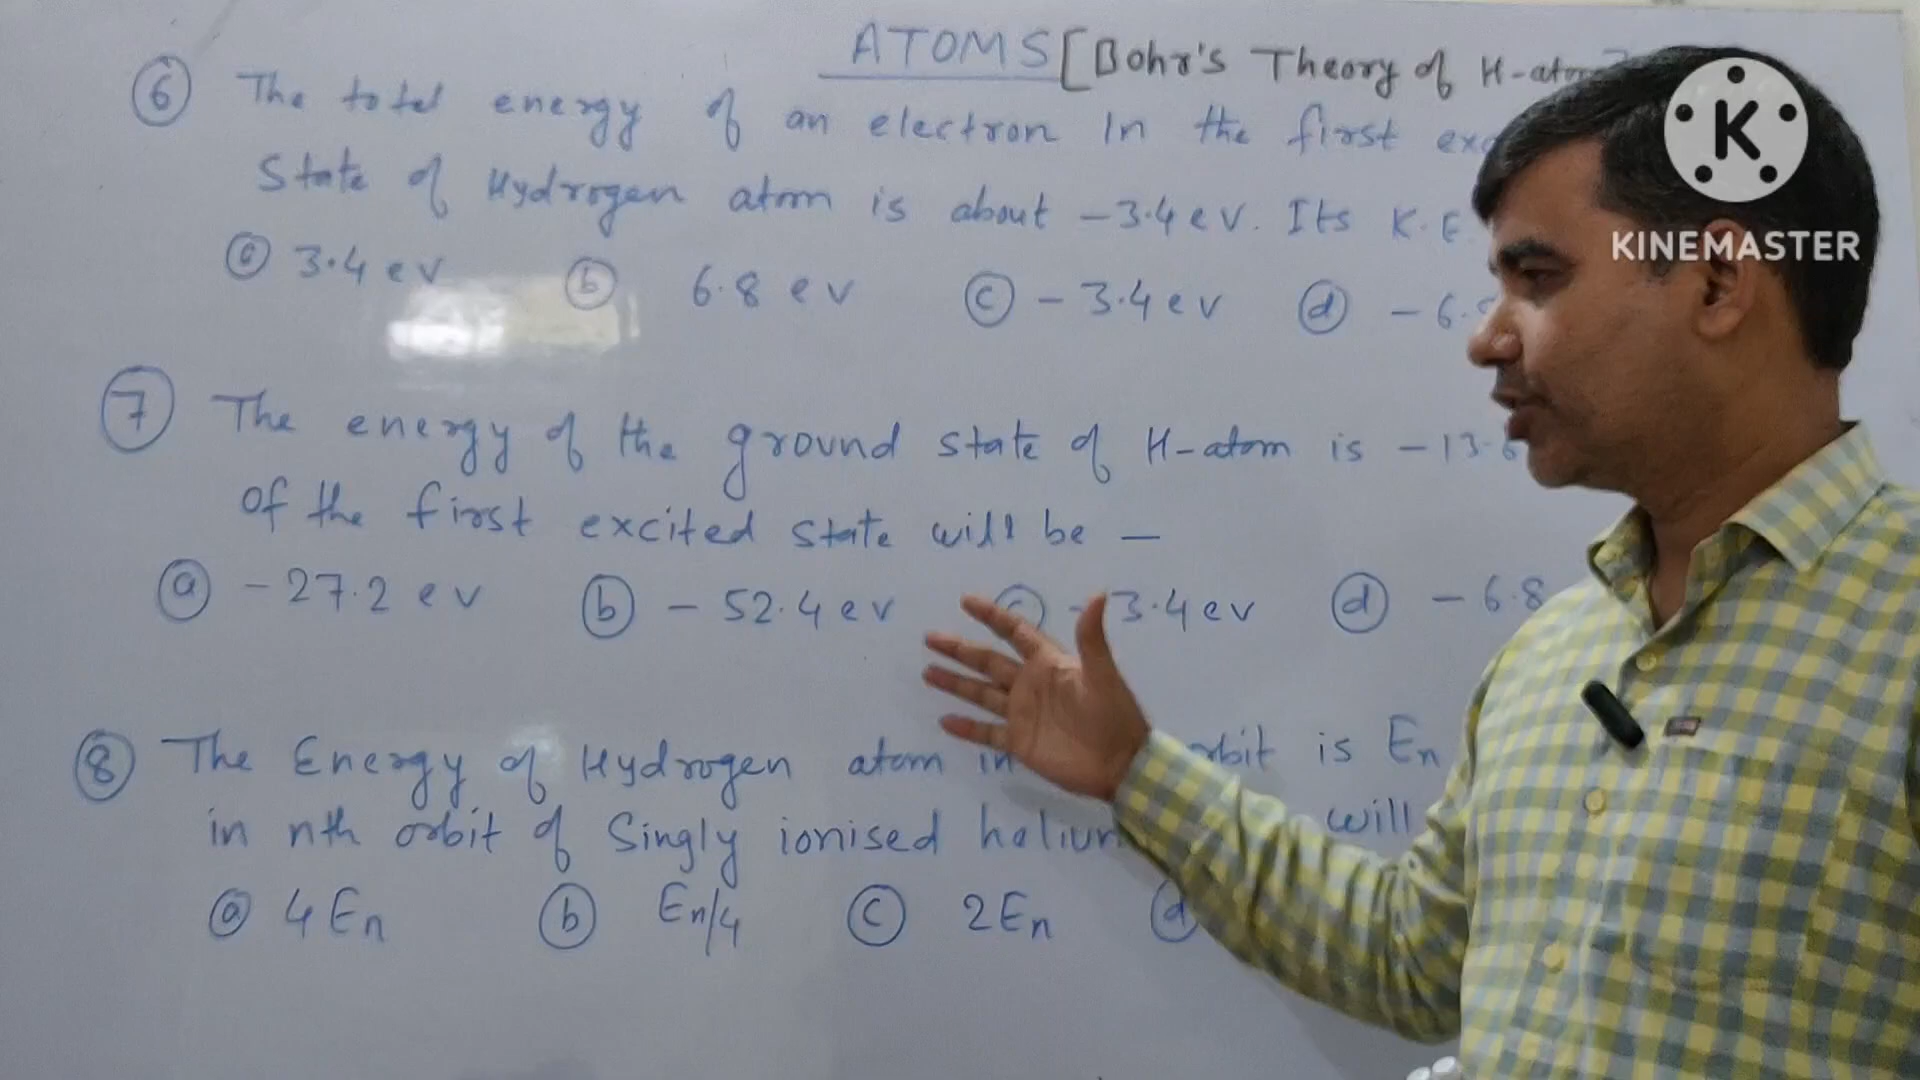 ATOMS [Bohr's Theory of H-atom]
⑥ The total energy of an electron in the first
State of Hydrogen atom is about -3.4 ev. Its K.E.
ⓐ 3.4 ev ⓑ 6.8 ev ⓒ -3.4 ev ⓓ -6.
⑦ The energy of the ground state of H-atom is -13.6
of the first excited state will be —
ⓐ -27.2 ev ⓑ -52.4 ev ⓒ -3.4 ev ⓓ -6.8
⑧ The Energy of Hydrogen atom in orbit is En
in nth orbit of Singly ionised helium will
ⓐ 4En ⓑ En/4 ⓒ 2En ⓓ
K
KINEMASTER